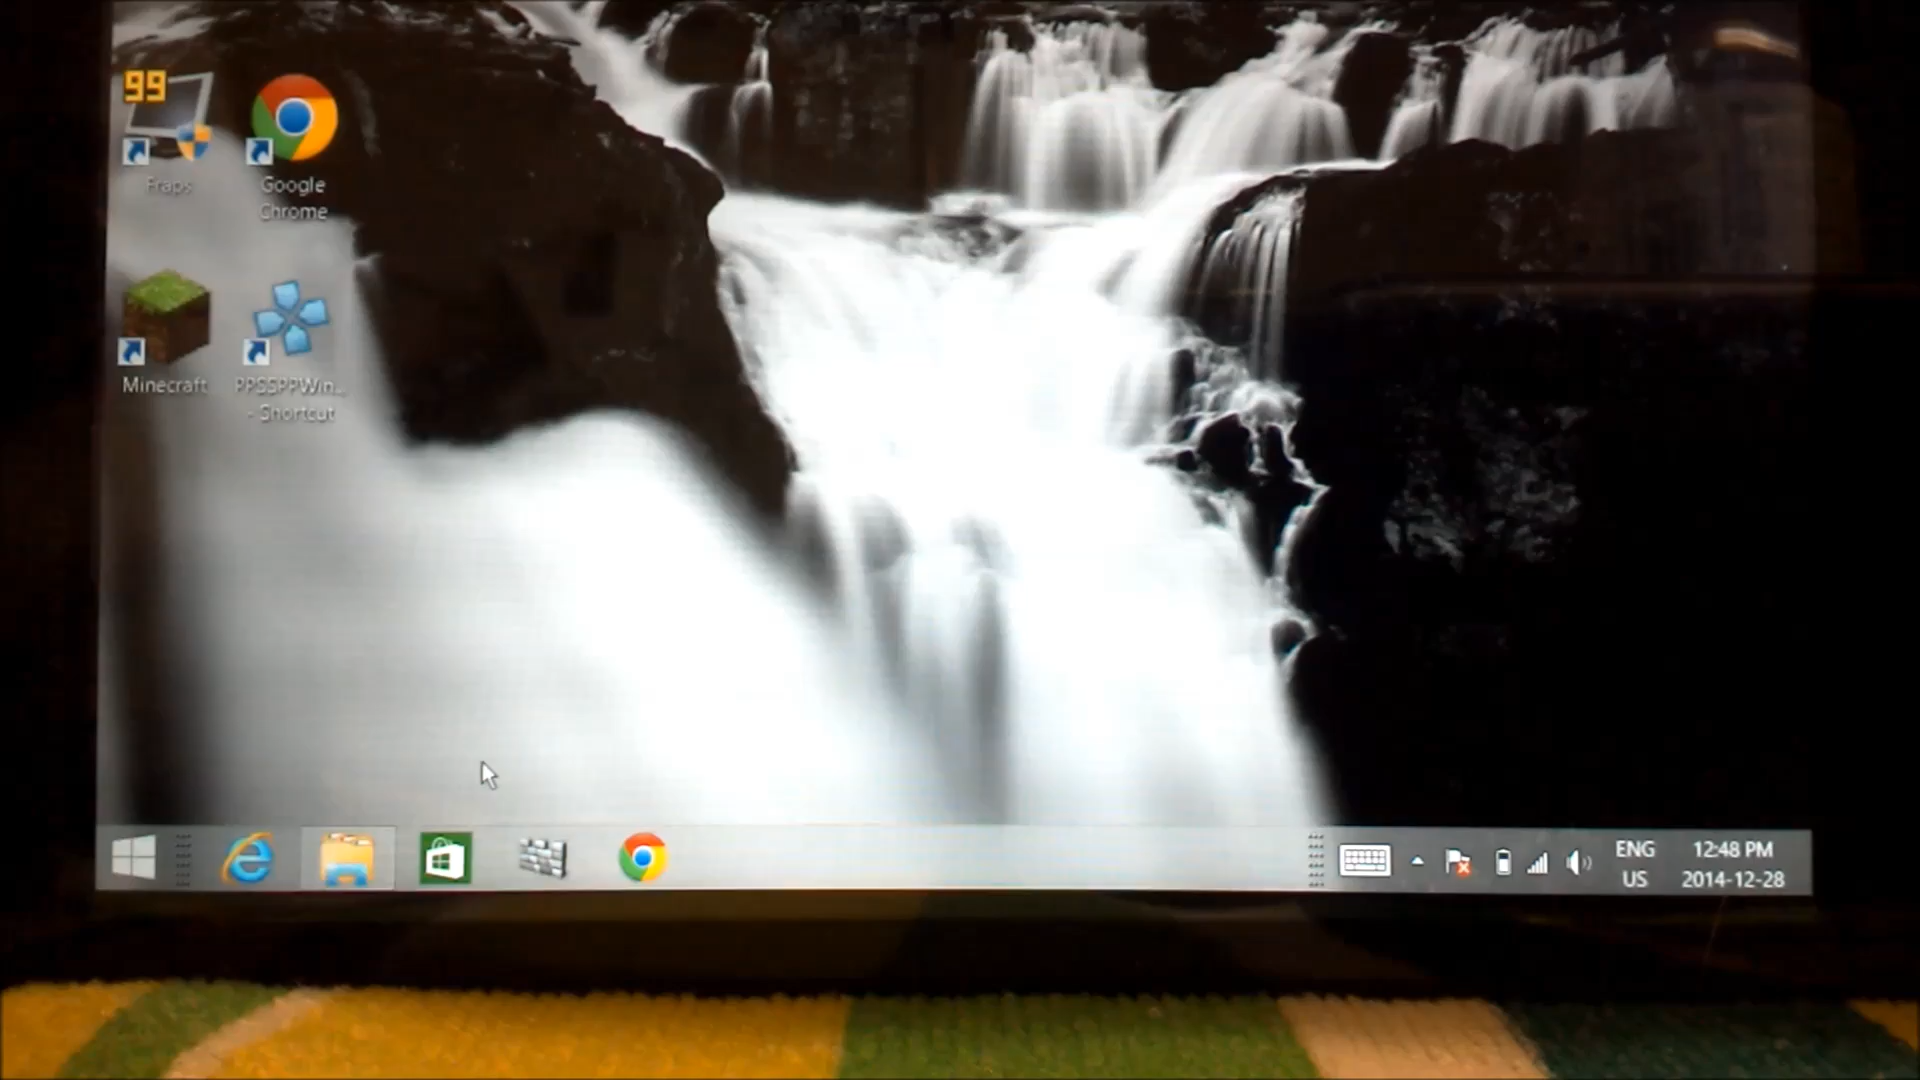 99
Fraps
Google
Chrome
Minecraft
PPSSPPWin...
- Shortcut
ENG
US
12:48 PM
2014-12-28